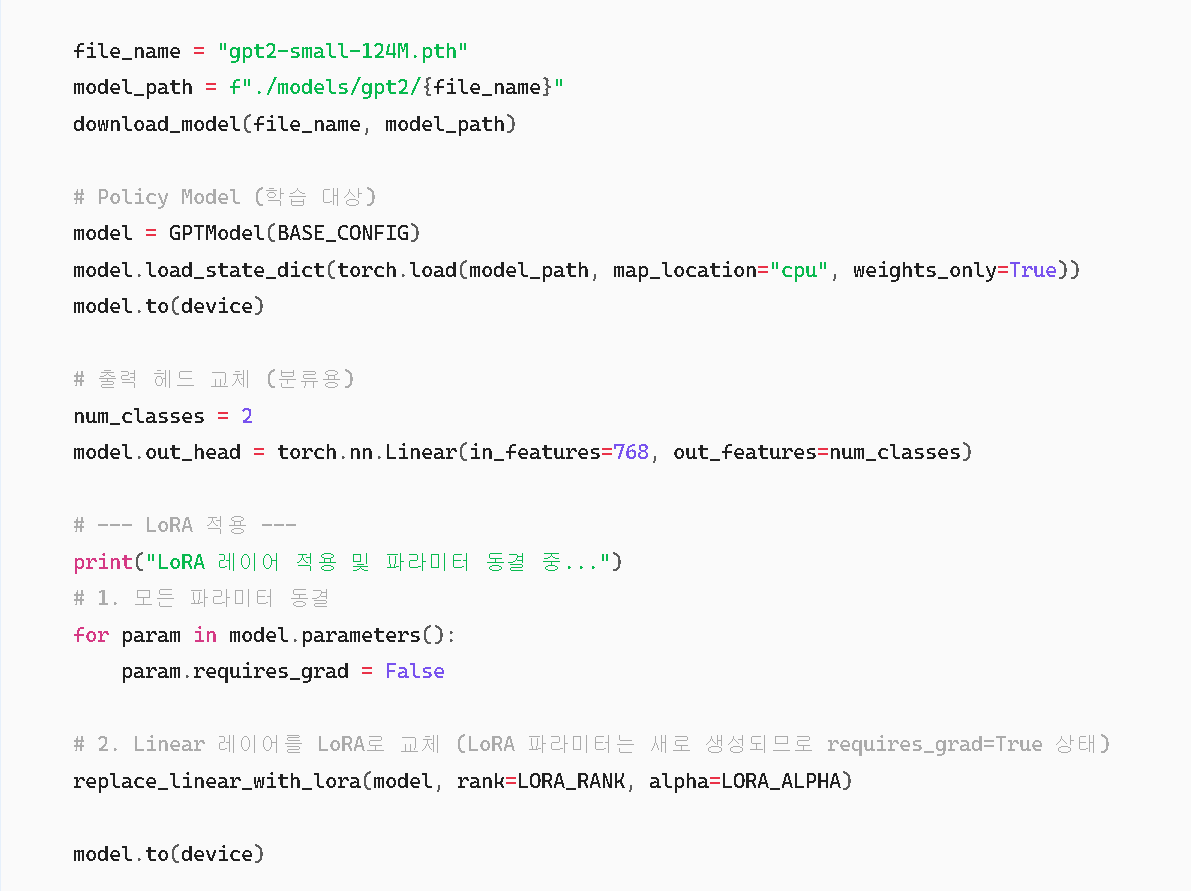 file_name = "gpt2-small-124M.pth"
model_path = f"./models/gpt2/{file_name}"
download_model(file_name, model_path)
# Policy Model (학습 대상)
model = GPTModel(BASE_CONFIG)
model.load_state_dict(torch.load(model_path, map_location="cpu", weights_only=True))
model.to(device)
# 출력 헤드 교체 (분류용)
num_classes = 2
model.out_head = torch.nn.Linear(in_features=768, out_features=num_classes)
# --- LoRA 적용 ---
print("LoRA 레이어 적용 및 파라미터 동결 중...")
# 1. 모든 파라미터 동결
for param in model.parameters():
    param.requires_grad = False
# 2. Linear 레이어를 LoRA로 교체 (LoRA 파라미터는 새로 생성되므로 requires_grad=True 상태)
replace_linear_with_lora(model, rank=LORA_RANK, alpha=LORA_ALPHA)
model.to(device)